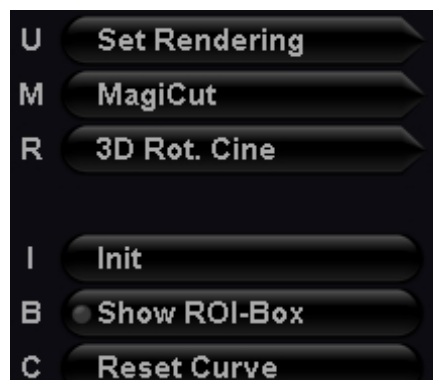 U Set Rendering
M MagiCut
R 3D Rot. Cine
I Init
B Show ROI-Box
C Reset Curve